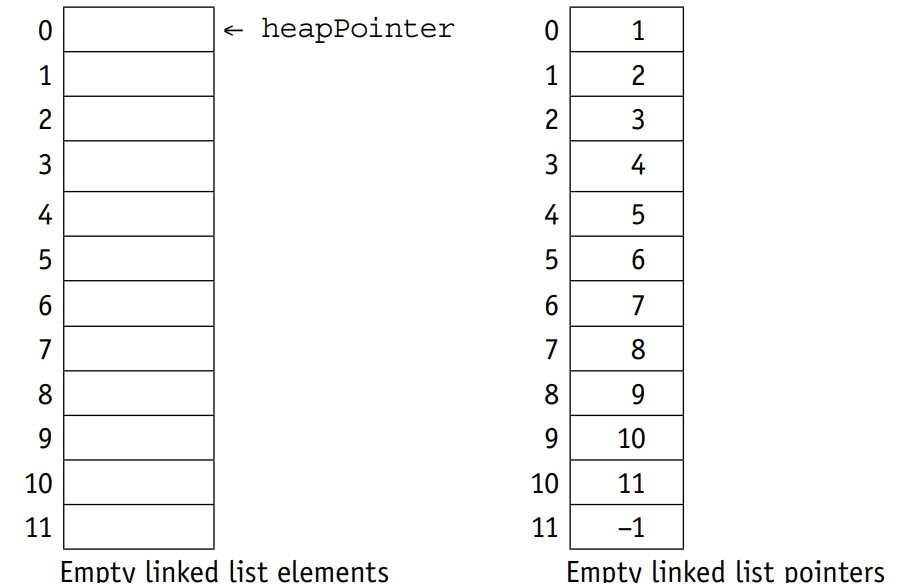 0 ← heapPointer 0 1
1 1 2
2 2 3
3 3 4
4 4 5
5 5 6
6 6 7
7 7 8
8 8 9
9 9 10
10 10 11
11 11 –1
Empty linked list elements Empty linked list pointers